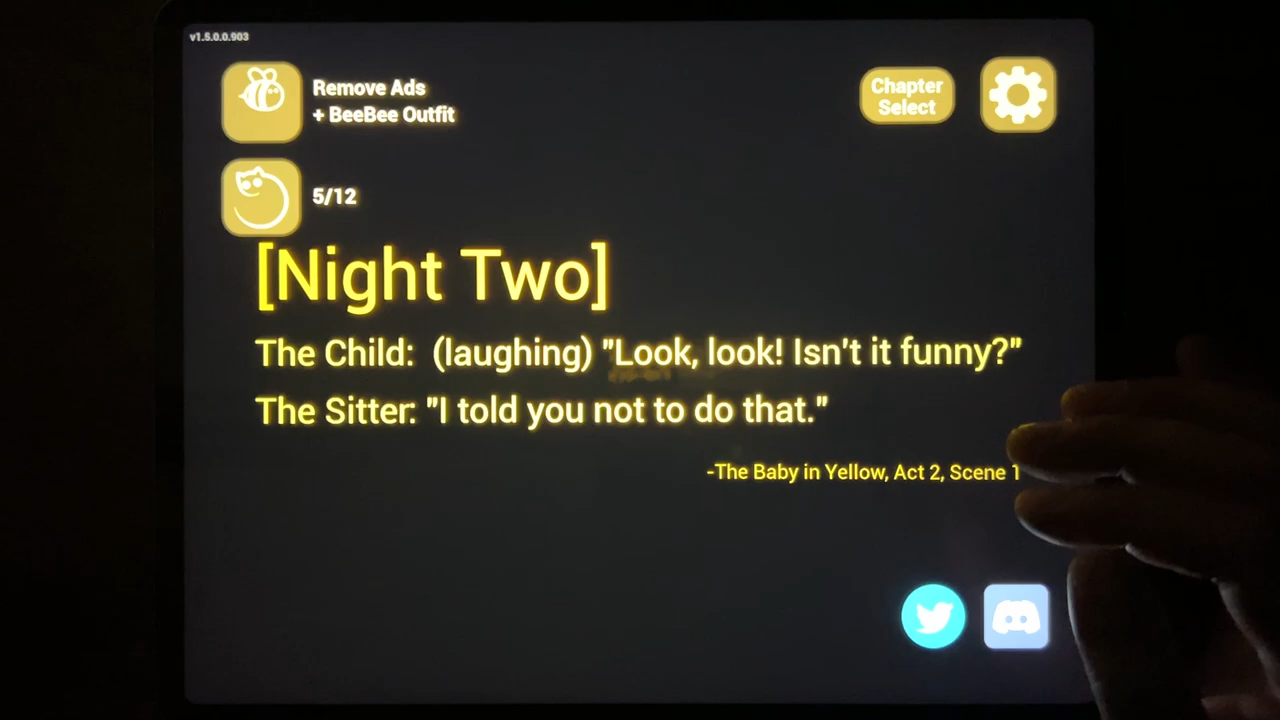 v1.5.0.0.903
Remove Ads
+ BeeBee Outfit
Chapter
Select
5/12
[Night Two]
The Child: (laughing) "Look, look! Isn't it funny?"
The Sitter: "I told you not to do that."
-The Baby in Yellow, Act 2, Scene 1